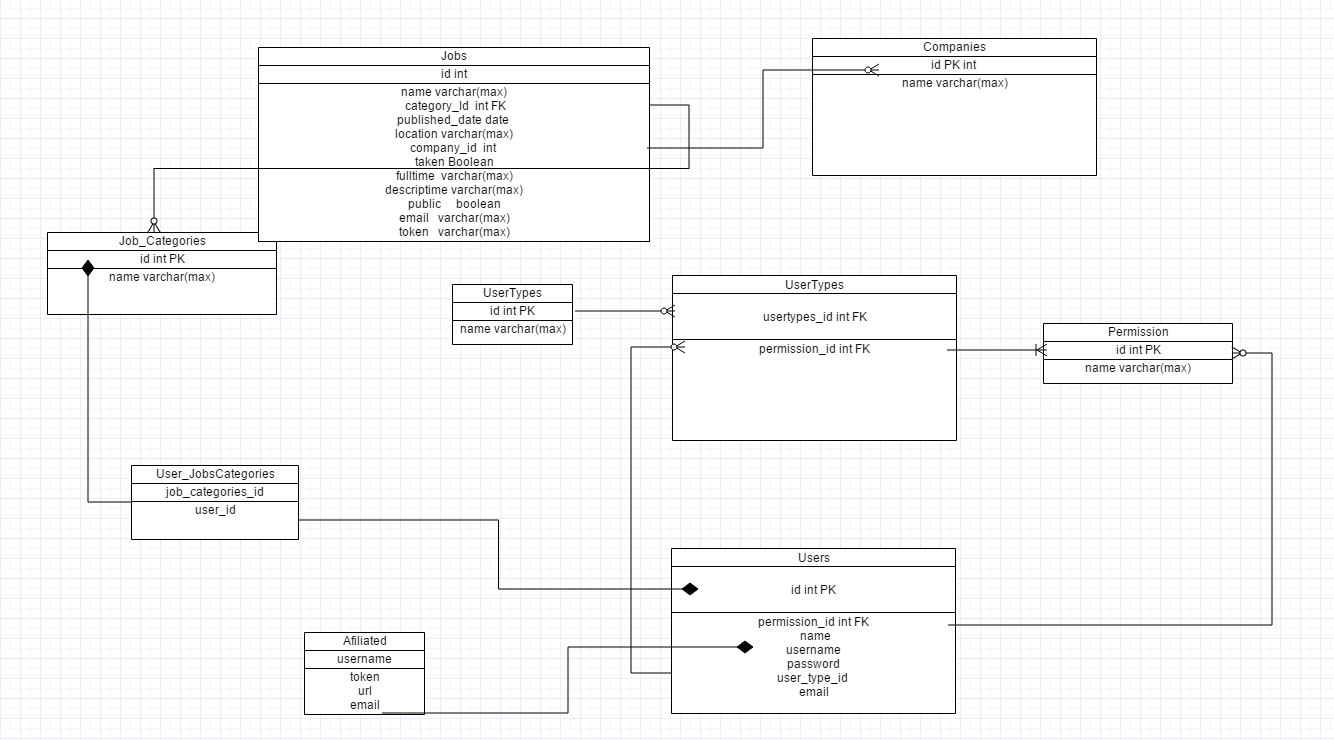 Jobs
id int
name varchar(max)
category_Id  int FK
published_date date
location varchar(max)
company_id  int
taken Boolean
fulltime  varchar(max)
descriptime varchar(max)
public     boolean
email   varchar(max)
token   varchar(max)
Companies
id PK int
name varchar(max)
Job_Categories
id int PK
name varchar(max)
UserTypes
id int PK
name varchar(max)
UserTypes
usertypes_id int FK
permission_id int FK
Permission
id int PK
name varchar(max)
User_JobsCategories
job_categories_id
user_id
Users
id int PK
permission_id int FK
name
username
password
user_type_id
email
Afiliated
username
token
url
email